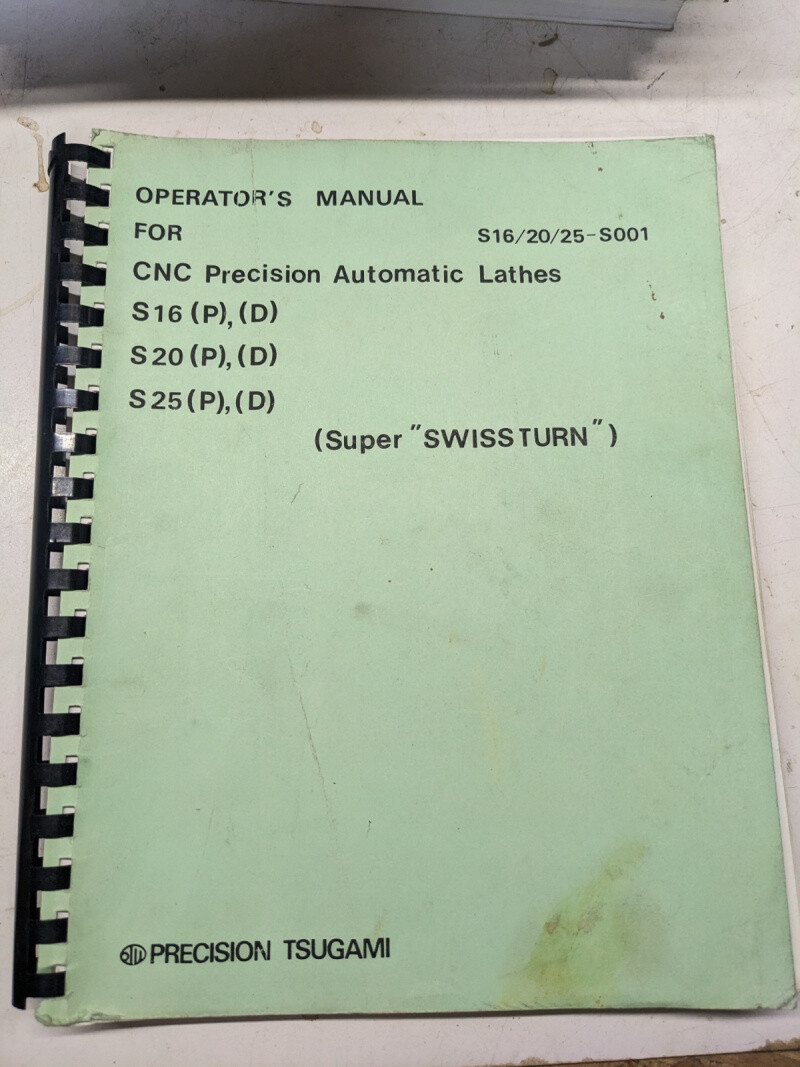 OPERATOR'S MANUAL
FOR S16/20/25-S001
CNC Precision Automatic Lathes
S16(P),(D)
S20(P),(D)
S25(P),(D)
(Super "SWISSTURN")
PRECISION TSUGAMI